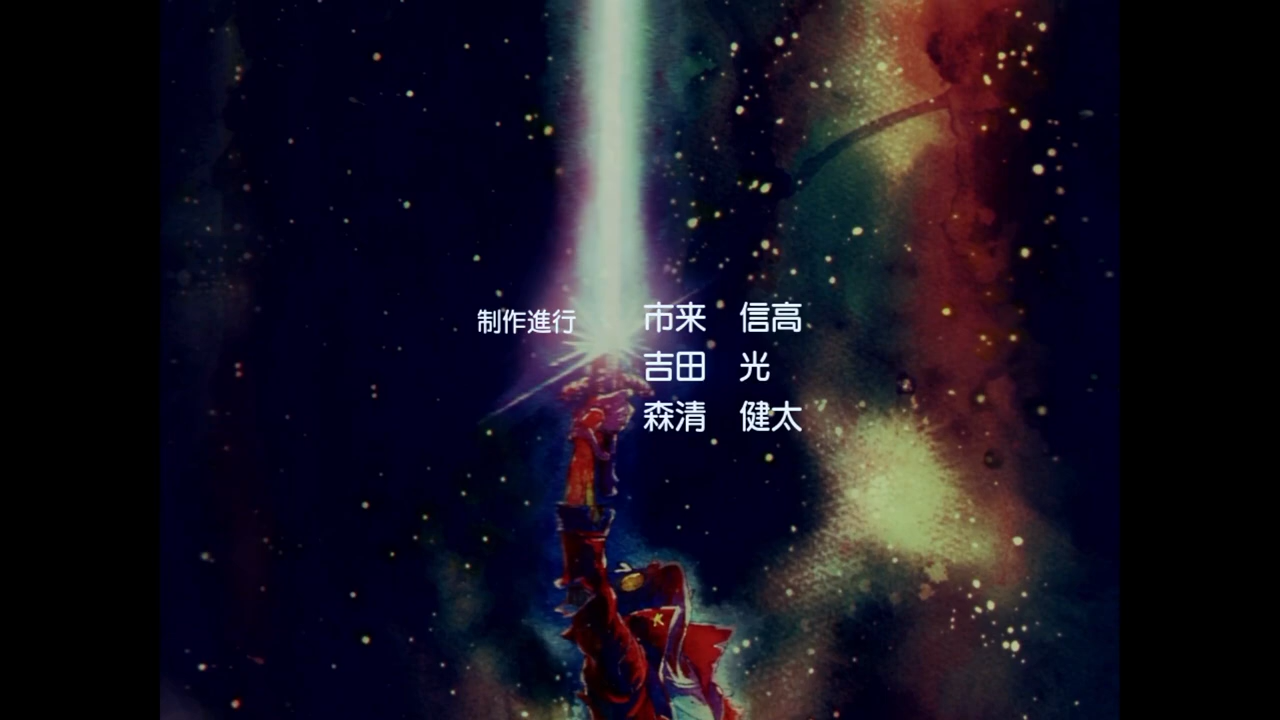 制作進行 市来 信高
吉田 光
森清 健太